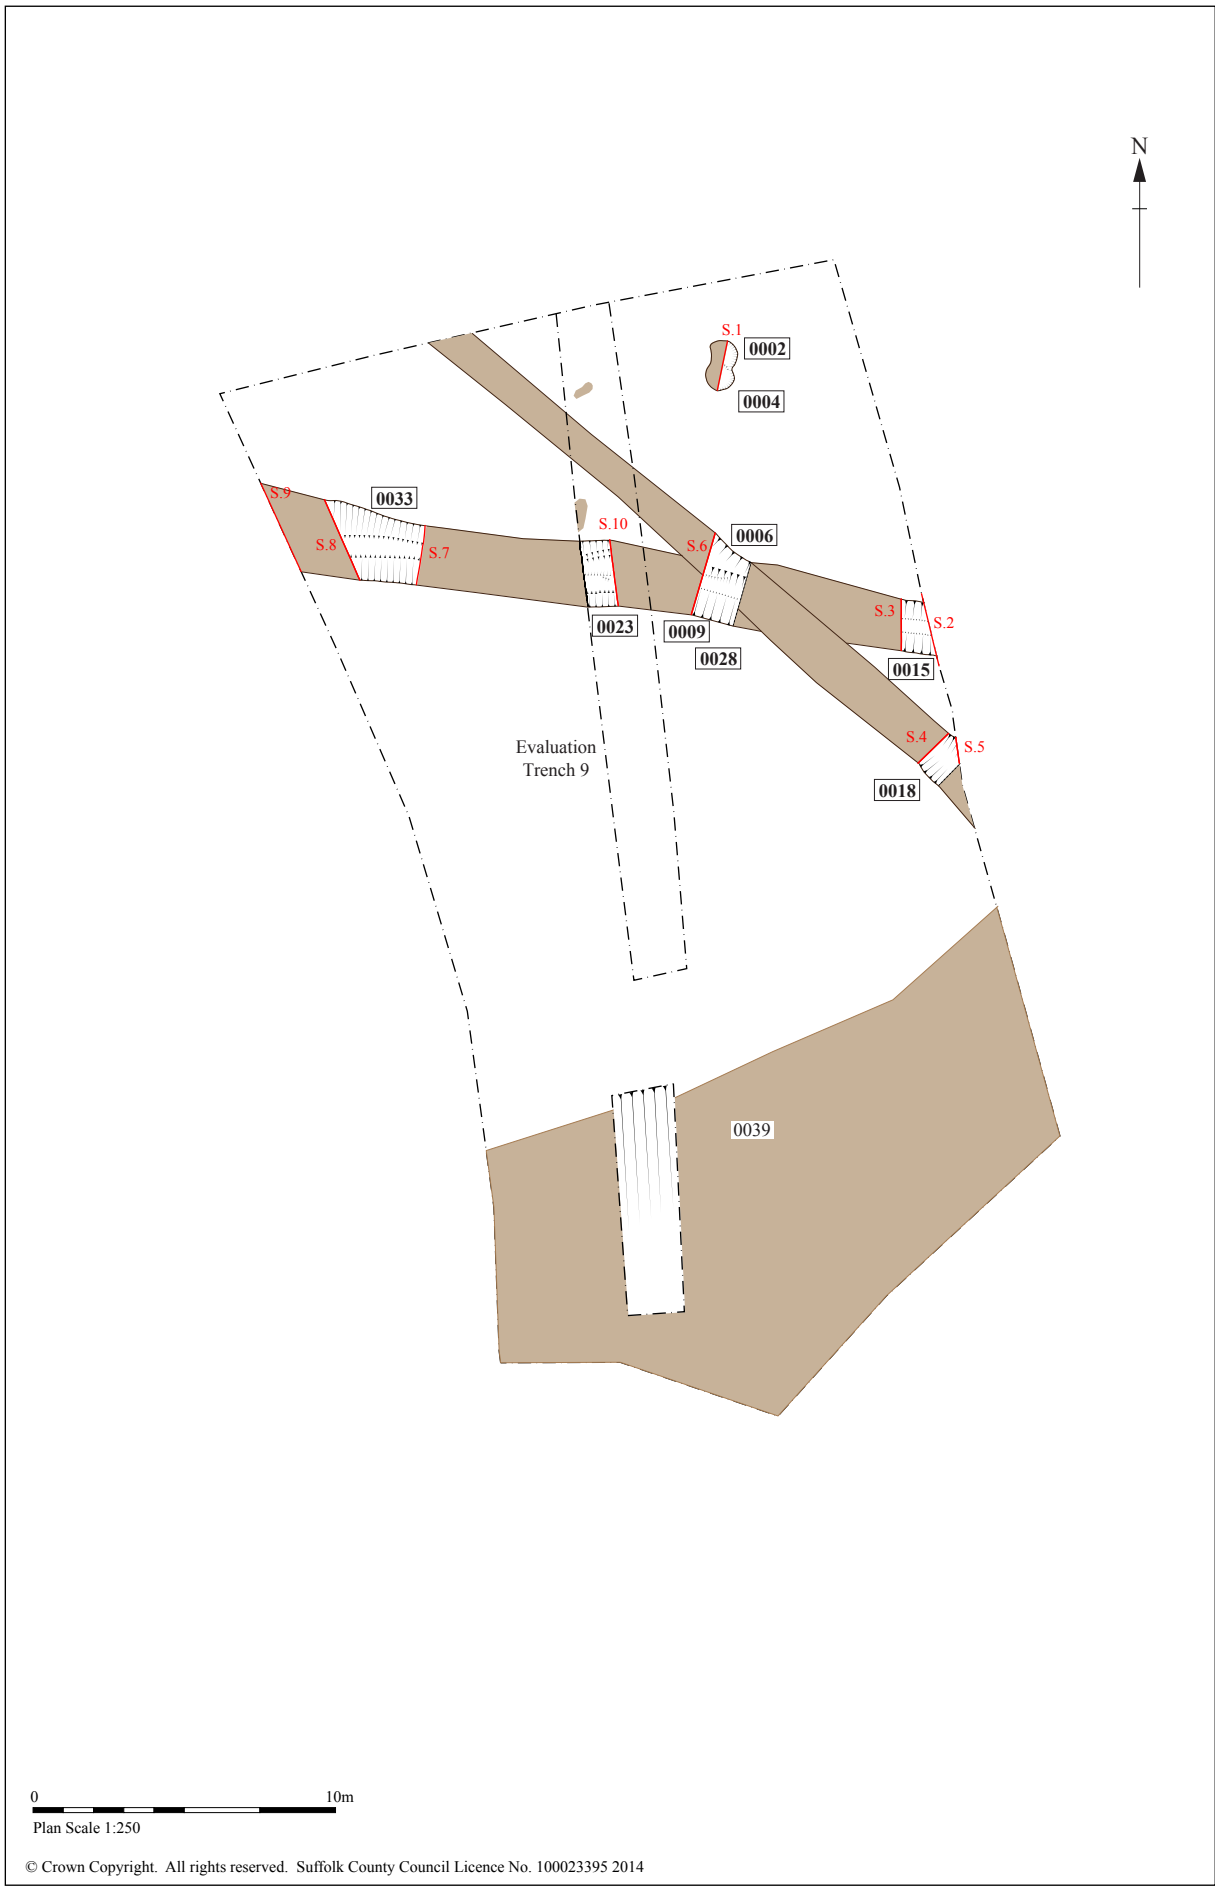 N
S.1
0002
0004
S.9
0033
S.8
S.7
S.10
S.6
0006
0023
0009
0028
S.3
S.2
0015
Evaluation
Trench 9
S.4
S.5
0018
0039
0 10m
Plan Scale 1:250
© Crown Copyright. All rights reserved. Suffolk County Council Licence No. 100023395 2014